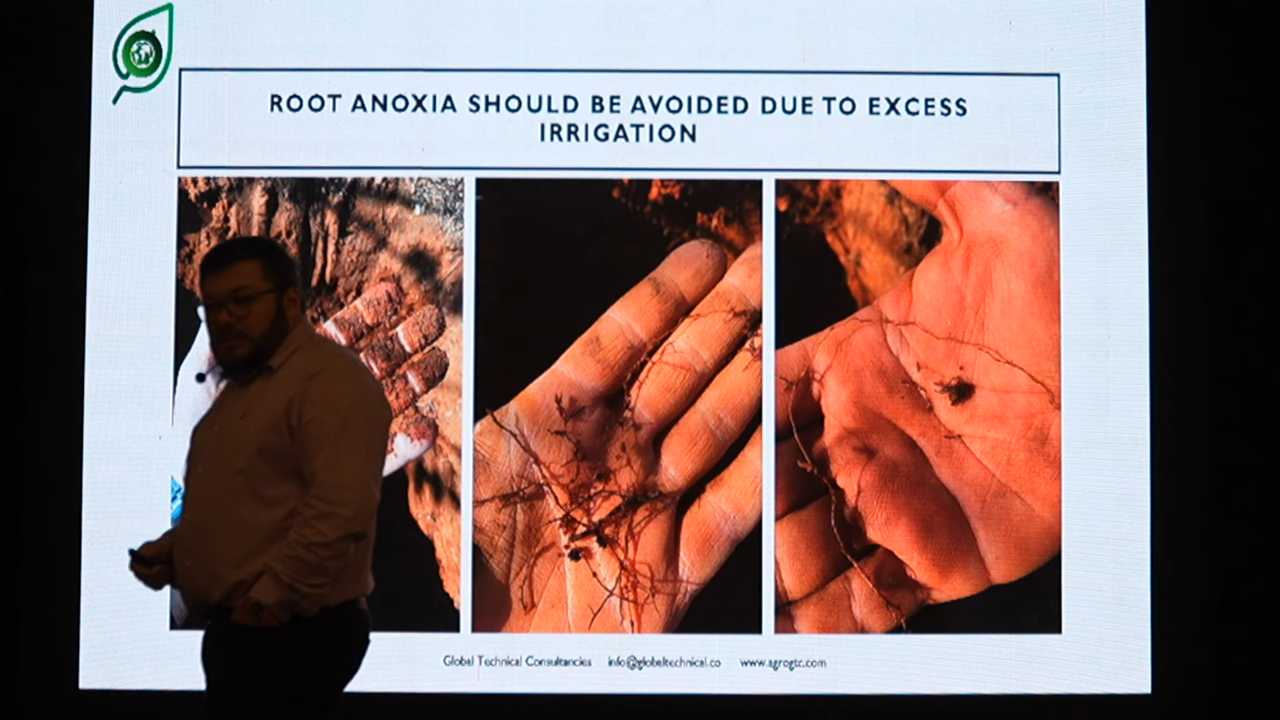 ROOT ANOXIA SHOULD BE AVOIDED DUE TO EXCESS
IRRIGATION
Global Technical Consultancies info@globaltechnical.co www.agrogtc.com